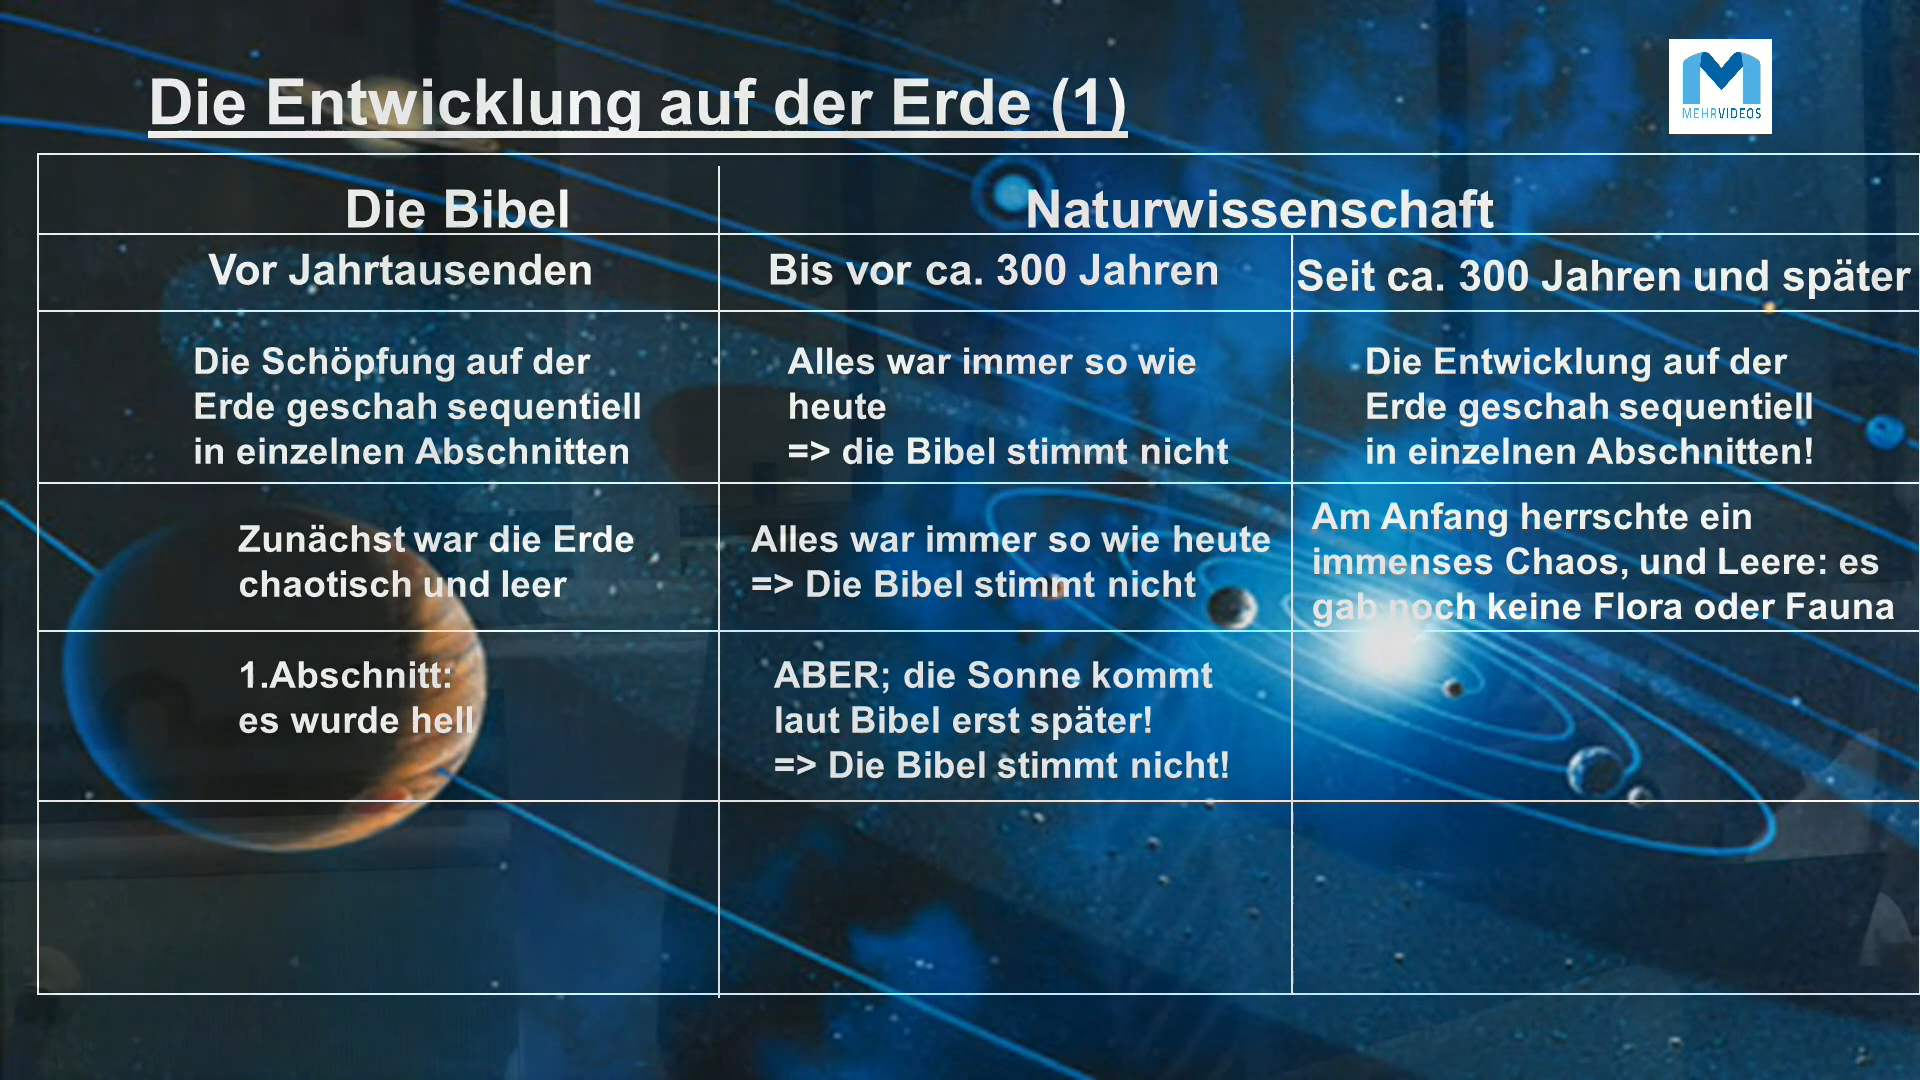 Die Entwicklung auf der Erde (1)
MEHRVIDEOS
Die Bibel
Naturwissenschaft
Vor Jahrtausenden
Bis vor ca. 300 Jahren
Seit ca. 300 Jahren und später
Die Schöpfung auf der
Erde geschah sequentiell
in einzelnen Abschnitten
Alles war immer so wie
heute
=> die Bibel stimmt nicht
Die Entwicklung auf der
Erde geschah sequentiell
in einzelnen Abschnitten!
Zunächst war die Erde
chaotisch und leer
Alles war immer so wie heute
=> Die Bibel stimmt nicht
Am Anfang herrschte ein
immenses Chaos, und Leere: es
gab noch keine Flora oder Fauna
1.Abschnitt:
es wurde hell
ABER; die Sonne kommt
laut Bibel erst später!
=> Die Bibel stimmt nicht!